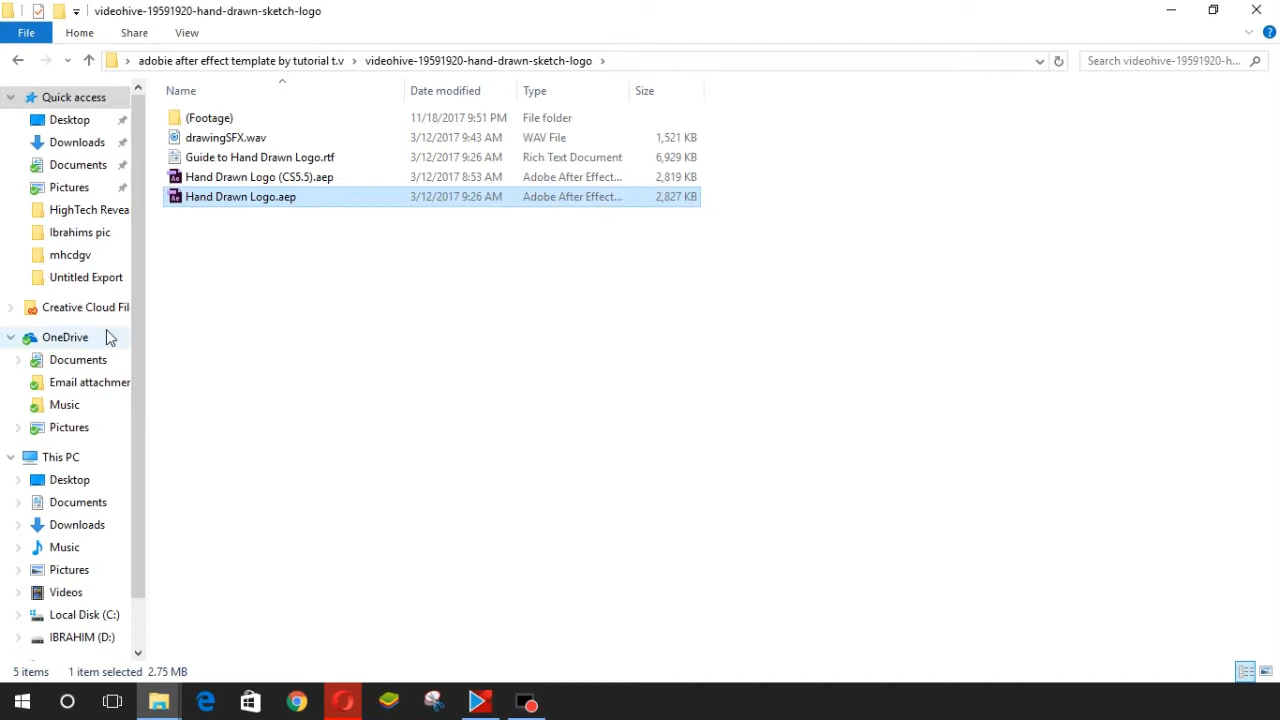 videohive-19591920-hand-drawn-sketch-logo
File Home Share View
adobie after effect template by tutorial t.v videohive-19591920-hand-drawn-sketch-logo Search videohive-19591920-h...
Name Date modified Type Size
(Footage) 11/18/2017 9:51 PM File folder
drawingSFX.wav 3/12/2017 9:43 AM WAV File 1,521 KB
Guide to Hand Drawn Logo.rtf 3/12/2017 9:26 AM Rich Text Document 6,929 KB
Hand Drawn Logo (CS5.5).aep 3/12/2017 8:53 AM Adobe After Effect... 2,819 KB
Hand Drawn Logo.aep 3/12/2017 9:26 AM Adobe After Effect... 2,827 KB
Quick access
Desktop
Downloads
Documents
Pictures
HighTech Revea
Ibrahims pic
mhcdgv
Untitled Export
Creative Cloud Fil
OneDrive
Documents
Email attachmer
Music
Pictures
This PC
Desktop
Documents
Downloads
Music
Pictures
Videos
Local Disk (C:)
IBRAHIM (D:)
5 items 1 item selected 2.75 MB